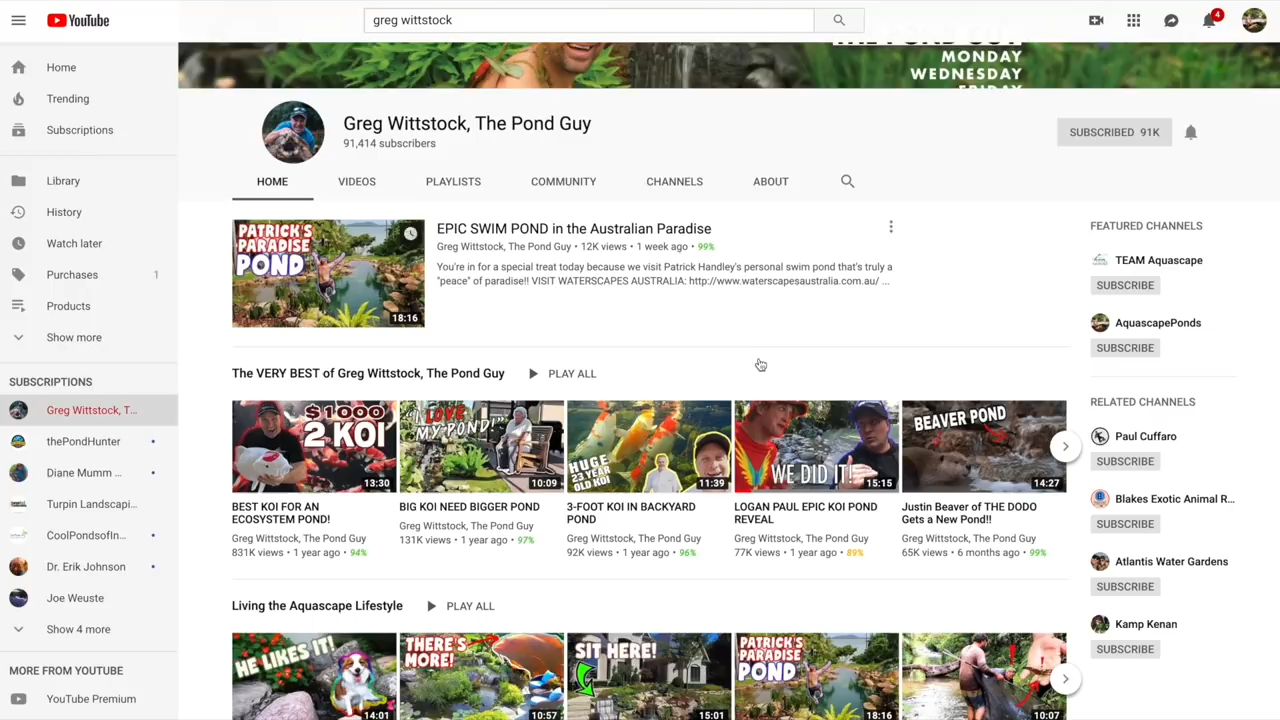 YouTube
greg wittstock
4
MONDAY
WEDNESDAY
Home
Trending
Subscriptions
Library
History
Watch later
Purchases 1
Products
Show more
SUBSCRIPTIONS
Greg Wittstock, T...
thePondHunter
Diane Mumm ...
Turpin Landscapi...
CoolPondsofIn...
Dr. Erik Johnson
Joe Weuste
Show 4 more
MORE FROM YOUTUBE
YouTube Premium
Greg Wittstock, The Pond Guy
91,414 subscribers
SUBSCRIBED 91K
HOME VIDEOS PLAYLISTS COMMUNITY CHANNELS ABOUT
PATRICK'S
PARADISE
POND
18:16
EPIC SWIM POND in the Australian Paradise
Greg Wittstock, The Pond Guy • 12K views • 1 week ago • 99%
You're in for a special treat today because we visit Patrick Handley's personal swim pond that's truly a
"peace" of paradise!! VISIT WATERSCAPES AUSTRALIA: http://www.waterscapesaustralia.com.au/ ...
The VERY BEST of Greg Wittstock, The Pond Guy PLAY ALL
$1000
2 KOI
13:30
BEST KOI FOR AN
ECOSYSTEM POND!
Greg Wittstock, The Pond Guy
831K views • 1 year ago • 94%
"I LOVE
MY POND!"
10:09
BIG KOI NEED BIGGER POND
Greg Wittstock, The Pond Guy
131K views • 1 year ago • 97%
HUGE
23 YEAR
OLD KOI
11:39
3-FOOT KOI IN BACKYARD
POND
Greg Wittstock, The Pond Guy
92K views • 1 year ago • 96%
WE DID IT!
15:15
LOGAN PAUL EPIC KOI POND
REVEAL
Greg Wittstock, The Pond Guy
77K views • 1 year ago • 89%
BEAVER POND
14:27
Justin Beaver of THE DODO
Gets a New Pond!!
Greg Wittstock, The Pond Guy
65K views • 6 months ago • 99%
Living the Aquascape Lifestyle PLAY ALL
HE LIKES IT!
14:01
THERE'S
MORE!
10:57
SIT HERE!
15:01
PATRICK'S
PARADISE
POND
18:16
10:07
FEATURED CHANNELS
TEAM Aquascape
SUBSCRIBE
AquascapePonds
SUBSCRIBE
RELATED CHANNELS
Paul Cuffaro
SUBSCRIBE
Blakes Exotic Animal R...
SUBSCRIBE
Atlantis Water Gardens
SUBSCRIBE
Kamp Kenan
SUBSCRIBE